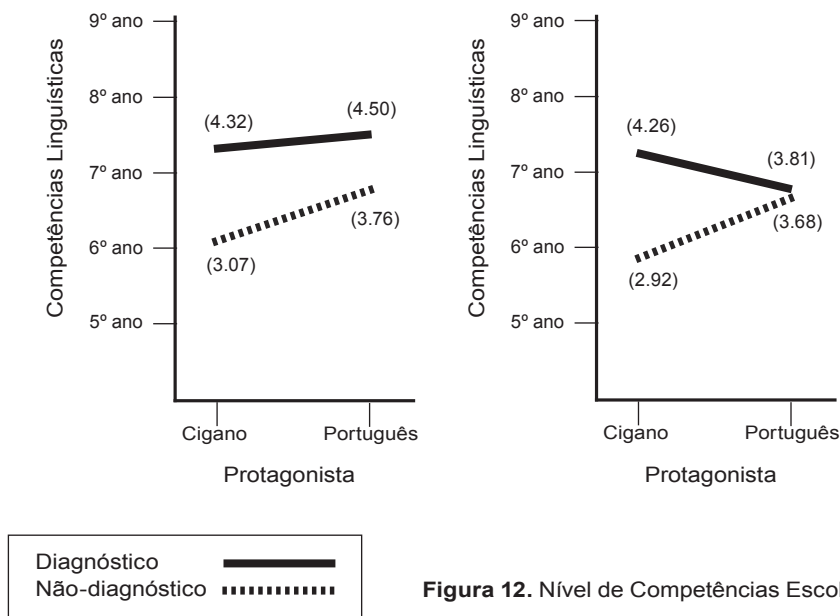 Competências Linguísticas
9º ano
8º ano
7º ano
6º ano
5º ano
(4.32)
(4.50)
(3.07)
(3.76)
Cigano Português
Protagonista
Competências Linguísticas
9º ano
8º ano
7º ano
6º ano
5º ano
(4.26)
(3.81)
(2.92)
(3.68)
Cigano Português
Protagonista
Diagnóstico
Não-diagnóstico
Figura 12. Nível de Competências Escol